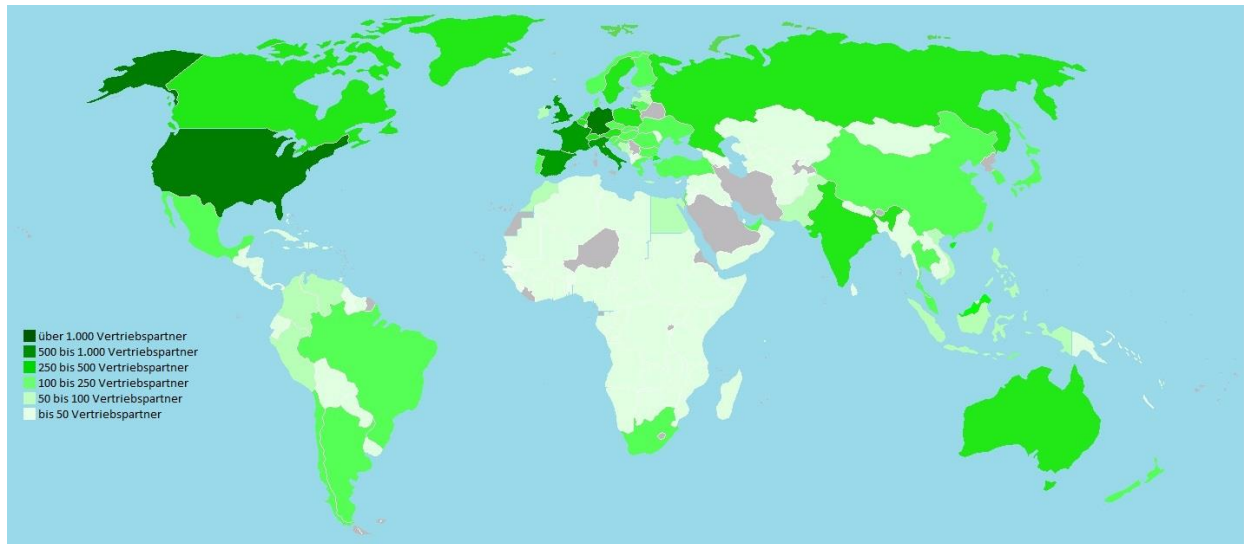 über 1.000 Vertriebspartner
500 bis 1.000 Vertriebspartner
250 bis 500 Vertriebspartner
100 bis 250 Vertriebspartner
50 bis 100 Vertriebspartner
bis 50 Vertriebspartner